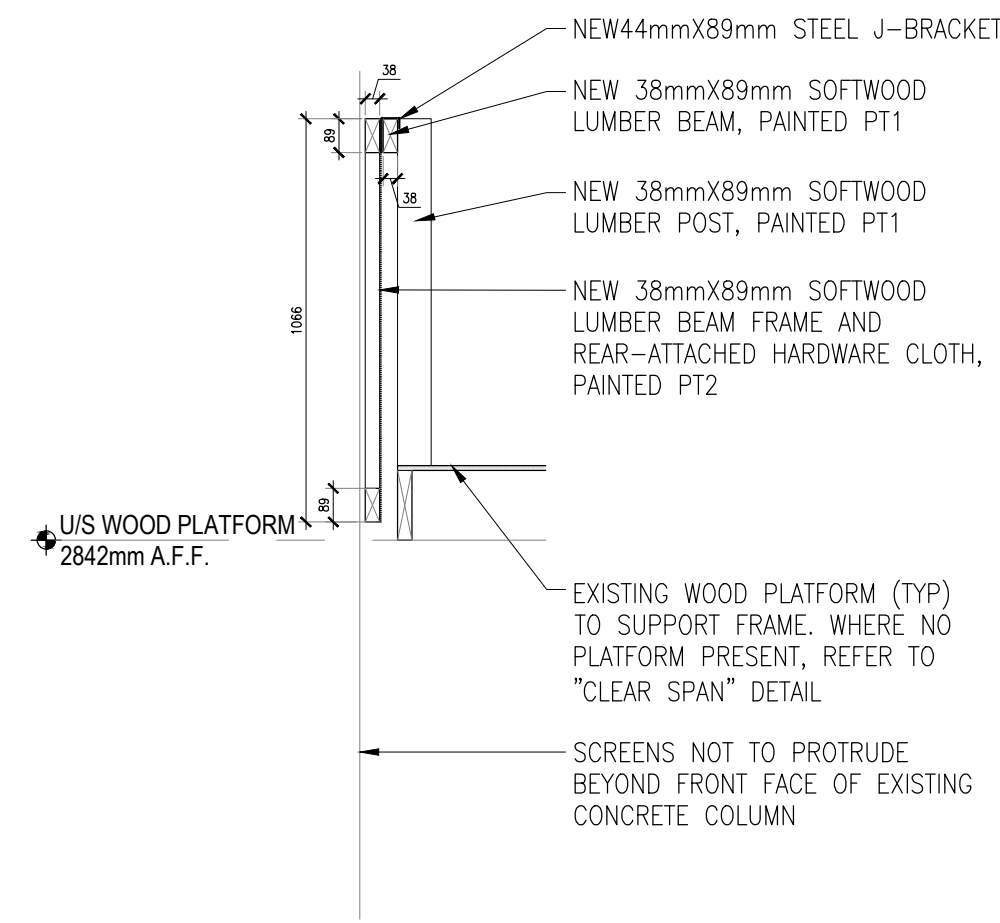 NEW44mmX89mm STEEL J-BRACKET
38
NEW 38mmX89mm SOFTWOOD
LUMBER BEAM, PAINTED PT1
89
38
NEW 38mmX89mm SOFTWOOD
LUMBER POST, PAINTED PT1
1066
NEW 38mmX89mm SOFTWOOD
LUMBER BEAM FRAME AND
REAR-ATTACHED HARDWARE CLOTH,
PAINTED PT2
89
U/S WOOD PLATFORM
2842mm A.F.F.
EXISTING WOOD PLATFORM (TYP)
TO SUPPORT FRAME. WHERE NO
PLATFORM PRESENT, REFER TO
"CLEAR SPAN" DETAIL
SCREENS NOT TO PROTRUDE
BEYOND FRONT FACE OF EXISTING
CONCRETE COLUMN